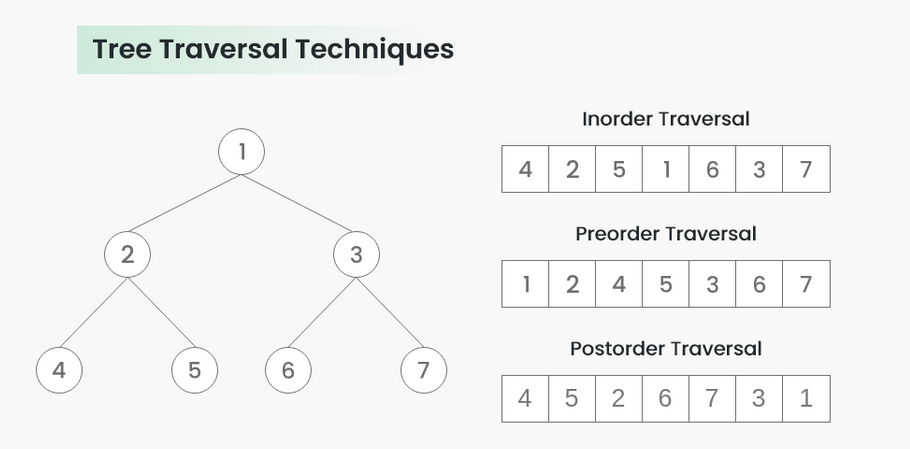 Tree Traversal Techniques
1
2 3
4 5 6 7
Inorder Traversal
4 2 5 1 6 3 7
Preorder Traversal
1 2 4 5 3 6 7
Postorder Traversal
4 5 2 6 7 3 1